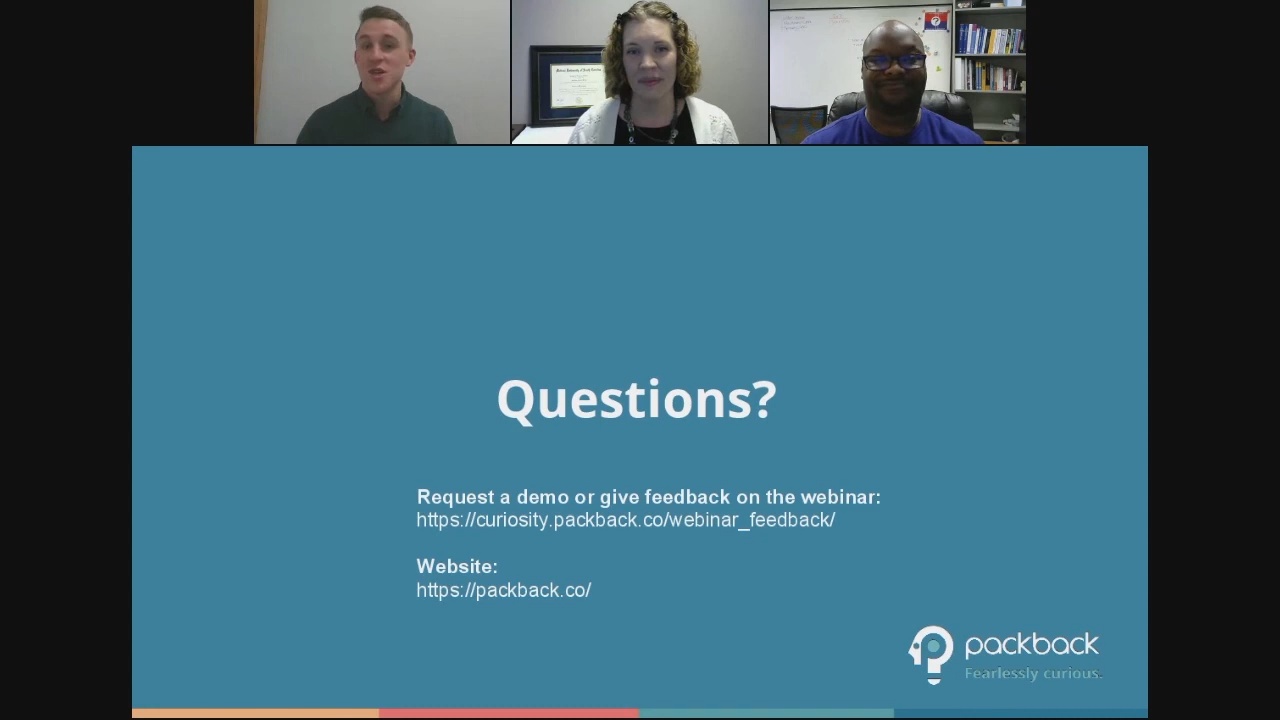 Questions?
Request a demo or give feedback on the webinar:
https://curiosity.packback.co/webinar_feedback/
Website:
https://packback.co/
packback
Fearlessly curious.